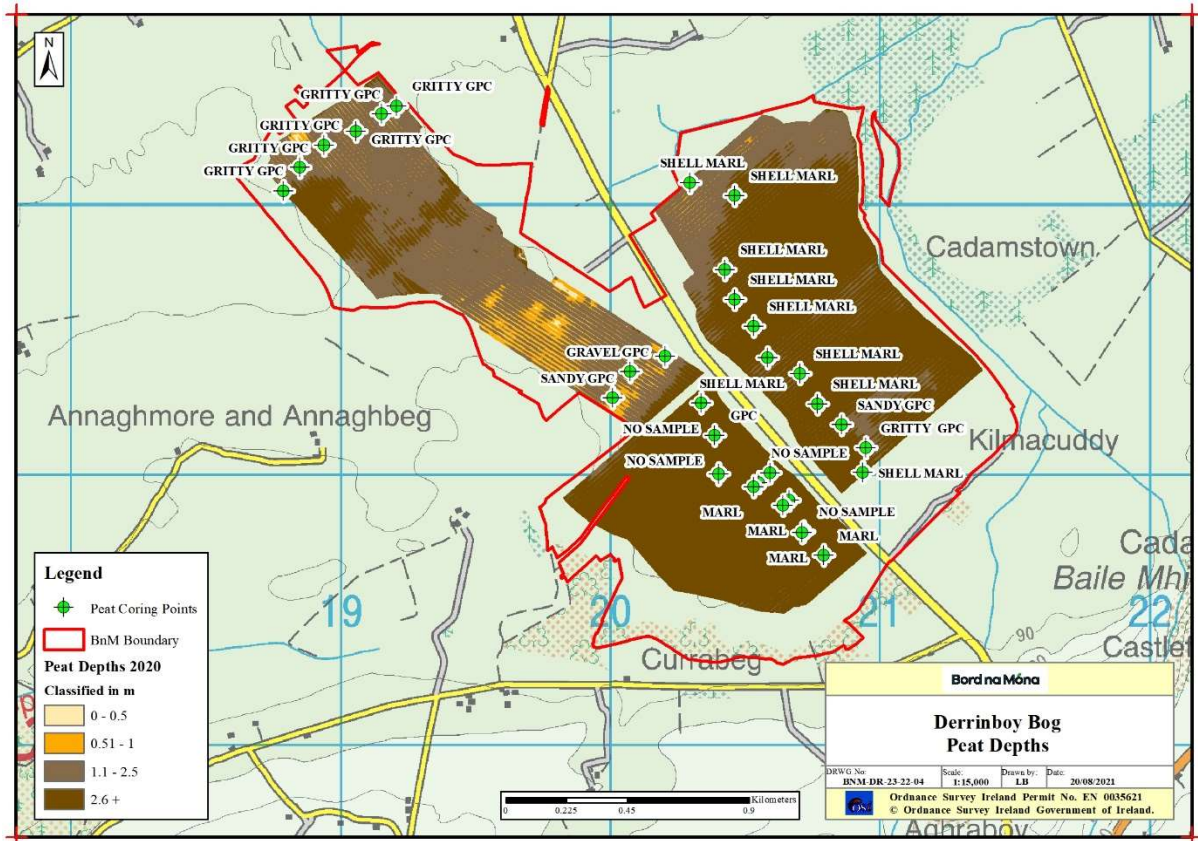 N
GRITTY GPC
GRITTY GPC
GRITTY GPC
GRITTY GPC
GRITTY GPC
GRITTY GPC
SHELL MARL
SHELL MARL
Cadamstown
SHELL MARL
SHELL MARL
SHELL MARL
GRAVEL GPC
SHELL MARL
SANDY GPC
SHELL MARL
SHELL MARL
Annaghmore and Annaghbeg
GPC
SANDY GPC
NO SAMPLE
GRITTY GPC
Kilmacuddy
NO SAMPLE
NO SAMPLE
SHELL MARL
MARL
NO SAMPLE
MARL
MARL
MARL
Cada
Baile Mhi
19
20
21
22
90
Castlet
Currabeg
Legend
Peat Coring Points
BnM Boundary
Peat Depths 2020
Classified in m
0 - 0.5
0.51 - 1
1.1 - 2.5
2.6 +
Kilometers
0 0.225 0.45 0.9
Bord na Móna
Derrinboy Bog
Peat Depths
DRWG No: BNM-DR-23-22-04
Scale: 1:15,000
Drawn by: LB
Date: 20/08/2021
Ordnance Survey Ireland Permit No. EN 0035621
© Ordnance Survey Ireland Government of Ireland.
Aghraboy